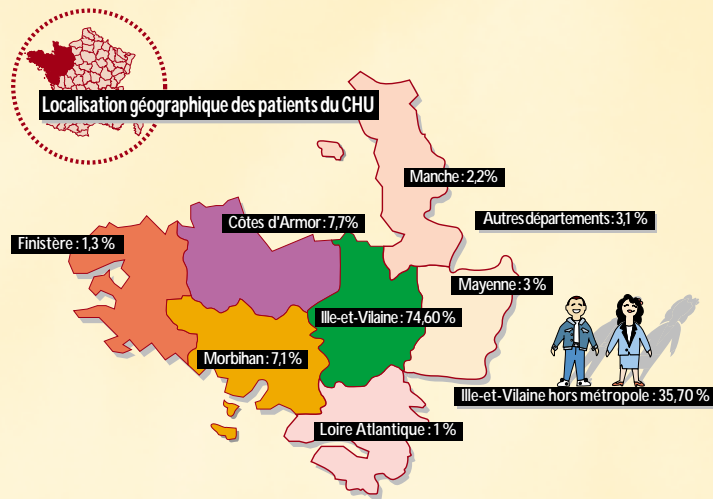 Localisation géographique des patients du CHU
Manche : 2,2%
Autres départements : 3,1 %
Côtes d'Armor : 7,7%
Finistère : 1,3 %
Mayenne : 3 %
Ille-et-Vilaine : 74,60 %
Morbihan : 7,1%
Ille-et-Vilaine hors métropole : 35,70 %
Loire Atlantique : 1 %